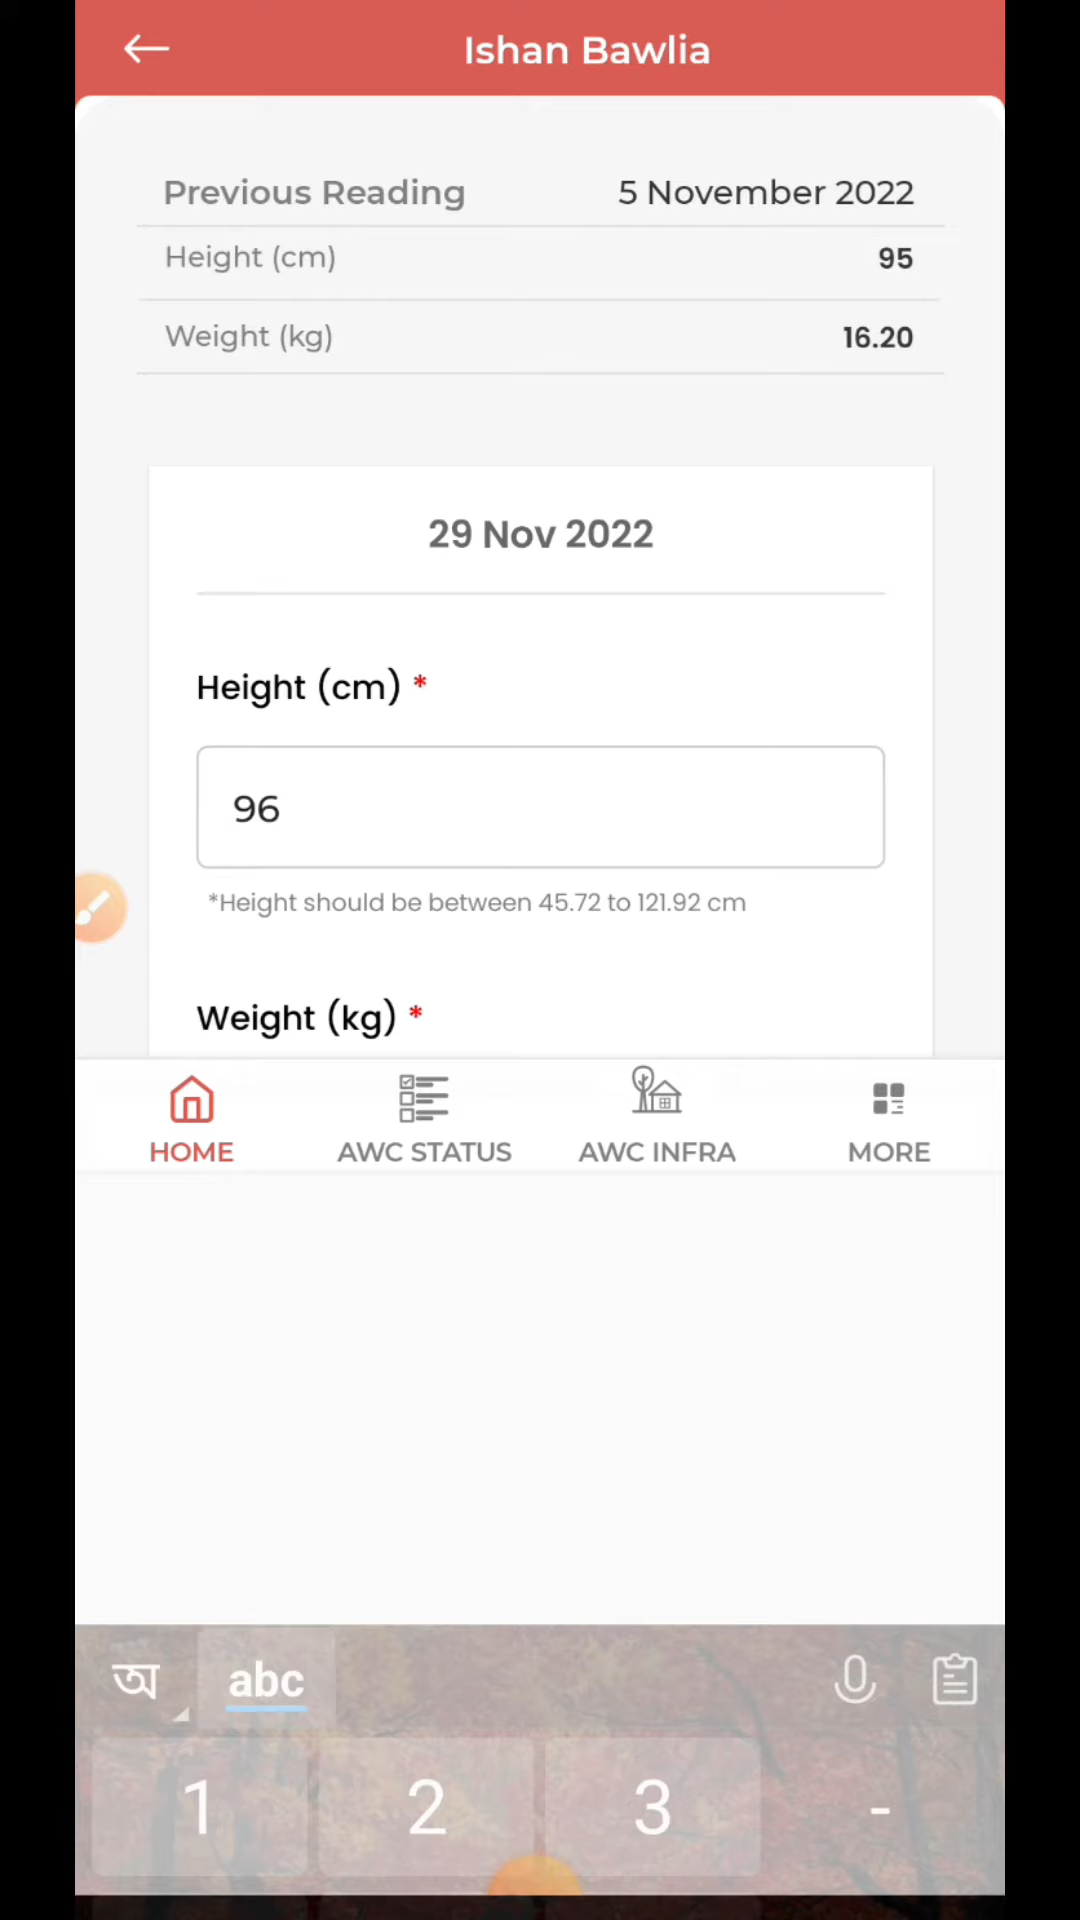 Ishan Bawlia
Previous Reading 5 November 2022
Height (cm) 95
Weight (kg) 16.20
29 Nov 2022
Height (cm) *
96
*Height should be between 45.72 to 121.92 cm
Weight (kg) *
HOME AWC STATUS AWC INFRA MORE
অ abc
1 2 3 -